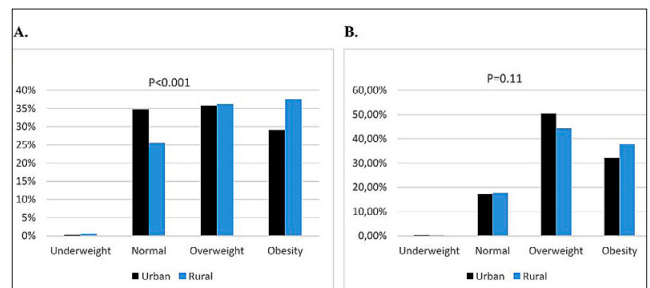 A.
P<0.001
40%
35%
30%
25%
20%
15%
10%
5%
0%
Underweight Normal Overweight Obesity
Urban Rural
B.
P=0.11
60,00%
50,00%
40,00%
30,00%
20,00%
10,00%
0,00%
Underweight Normal Overweight Obesity
Urban Rural